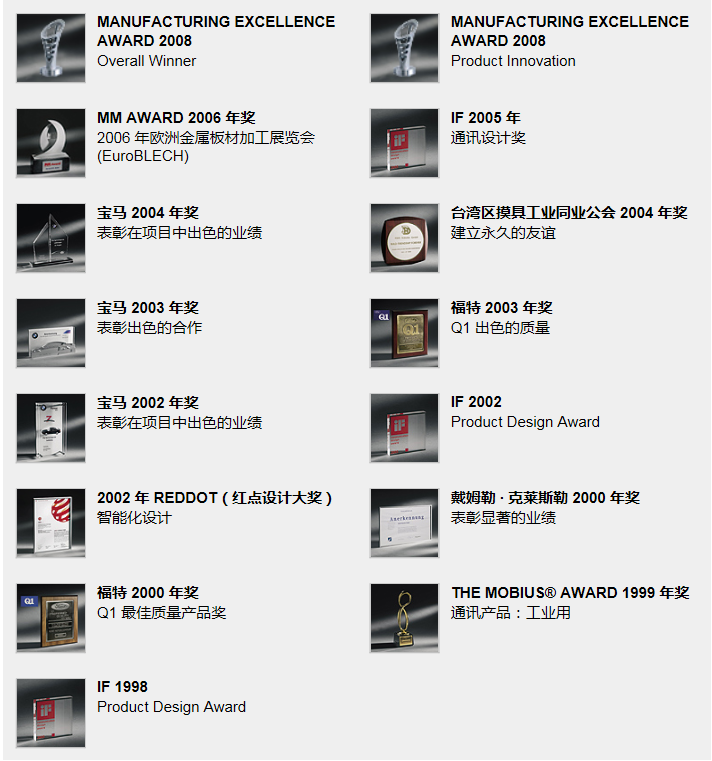 MANUFACTURING EXCELLENCE
AWARD 2008
Overall Winner
MANUFACTURING EXCELLENCE
AWARD 2008
Product Innovation
MM AWARD 2006 年奖
2006 年欧洲金属板材加工展览会
(EuroBLECH)
IF 2005 年
通讯设计奖
宝马 2004 年奖
表彰在项目中出色的业绩
台湾区摸具工业同业公会 2004 年奖
建立永久的友谊
宝马 2003 年奖
表彰出色的合作
福特 2003 年奖
Q1 出色的质量
Q1
Q1
宝马 2002 年奖
表彰在项目中出色的业绩
IF 2002
Product Design Award
iF
2002 年 REDDOT（红点设计大奖）
智能化设计
戴姆勒 · 克莱斯勒 2000 年奖
表彰显著的业绩
Anerkennung
福特 2000 年奖
Q1 最佳质量产品奖
Q1
THE MOBIUS® AWARD 1999 年奖
通讯产品：工业用
IF 1998
Product Design Award
iF